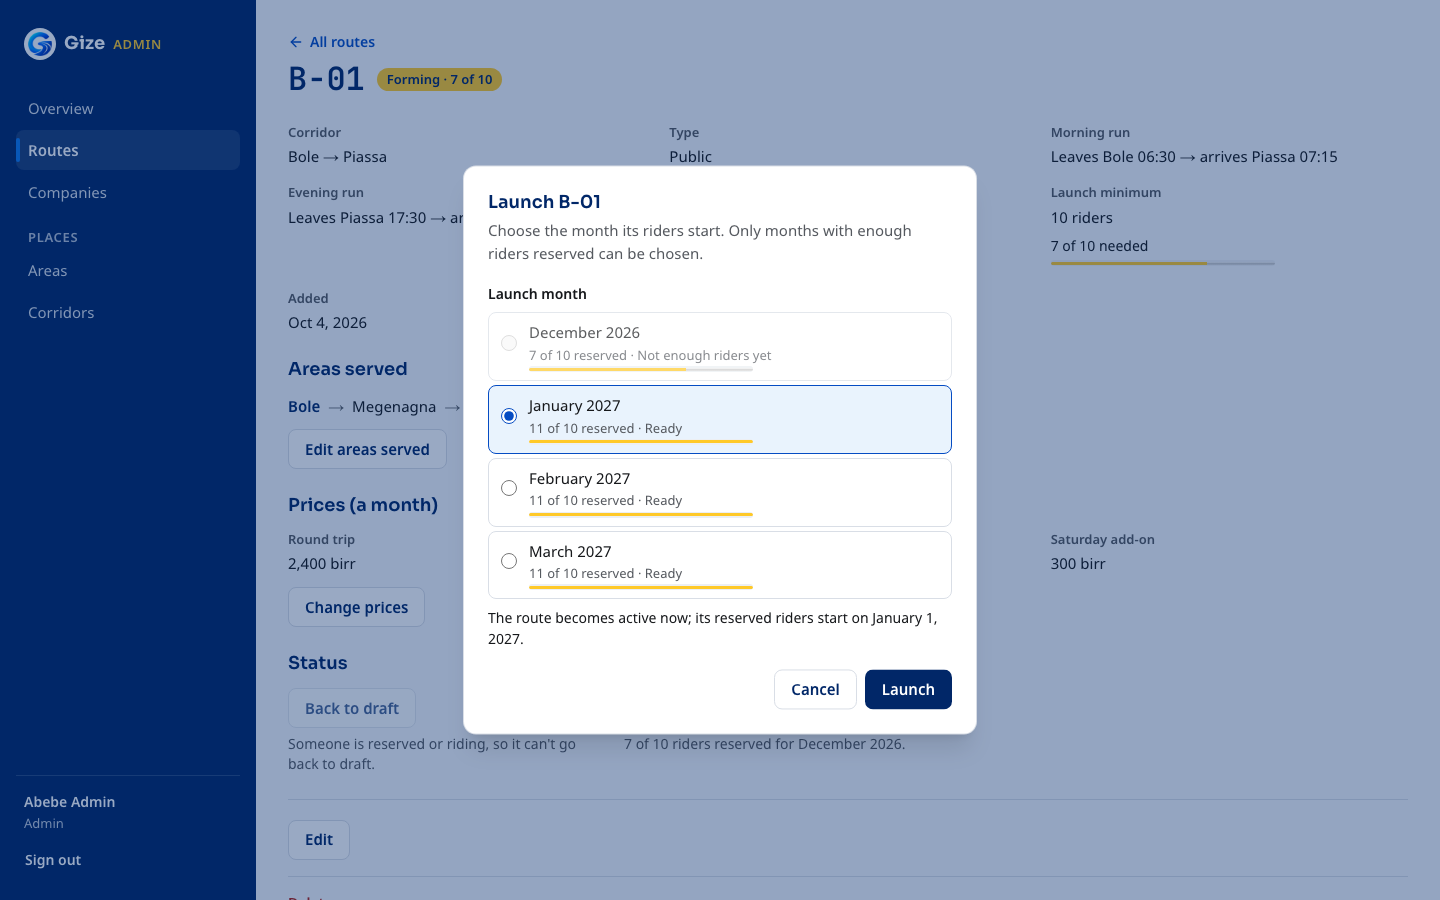 Gize ADMIN
Overview
Routes
Companies
PLACES
Areas
Corridors
Abebe Admin
Admin
Sign out
← All routes
B-01 Forming · 7 of 10
Corridor
Bole → Piassa
Type
Public
Morning run
Leaves Bole 06:30 → arrives Piassa 07:15
Evening run
Leaves Piassa 17:30 →
Launch minimum
10 riders
7 of 10 needed
Added
Oct 4, 2026
Areas served
Bole → Megenagna →
Edit areas served
Prices (a month)
Round trip
2,400 birr
Saturday add-on
300 birr
Change prices
Status
Back to draft
Someone is reserved or riding, so it can't go
back to draft.
7 of 10 riders reserved for December 2026.
Edit
Launch B-01
Choose the month its riders start. Only months with enough
riders reserved can be chosen.
Launch month
December 2026
7 of 10 reserved · Not enough riders yet
January 2027
11 of 10 reserved · Ready
February 2027
11 of 10 reserved · Ready
March 2027
11 of 10 reserved · Ready
The route becomes active now; its reserved riders start on January 1,
2027.
Cancel
Launch